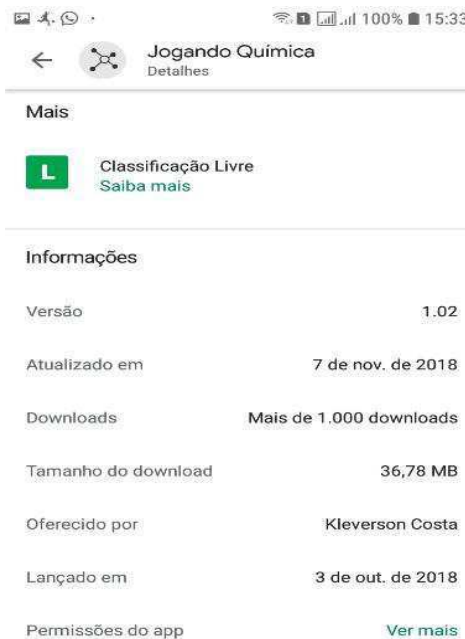 100% 15:33
Jogando Química
Detalhes
Mais
L
Classificação Livre
Saiba mais
Informações
Versão 1.02
Atualizado em 7 de nov. de 2018
Downloads Mais de 1.000 downloads
Tamanho do download 36,78 MB
Oferecido por Kleverson Costa
Lançado em 3 de out. de 2018
Permissões do app Ver mais